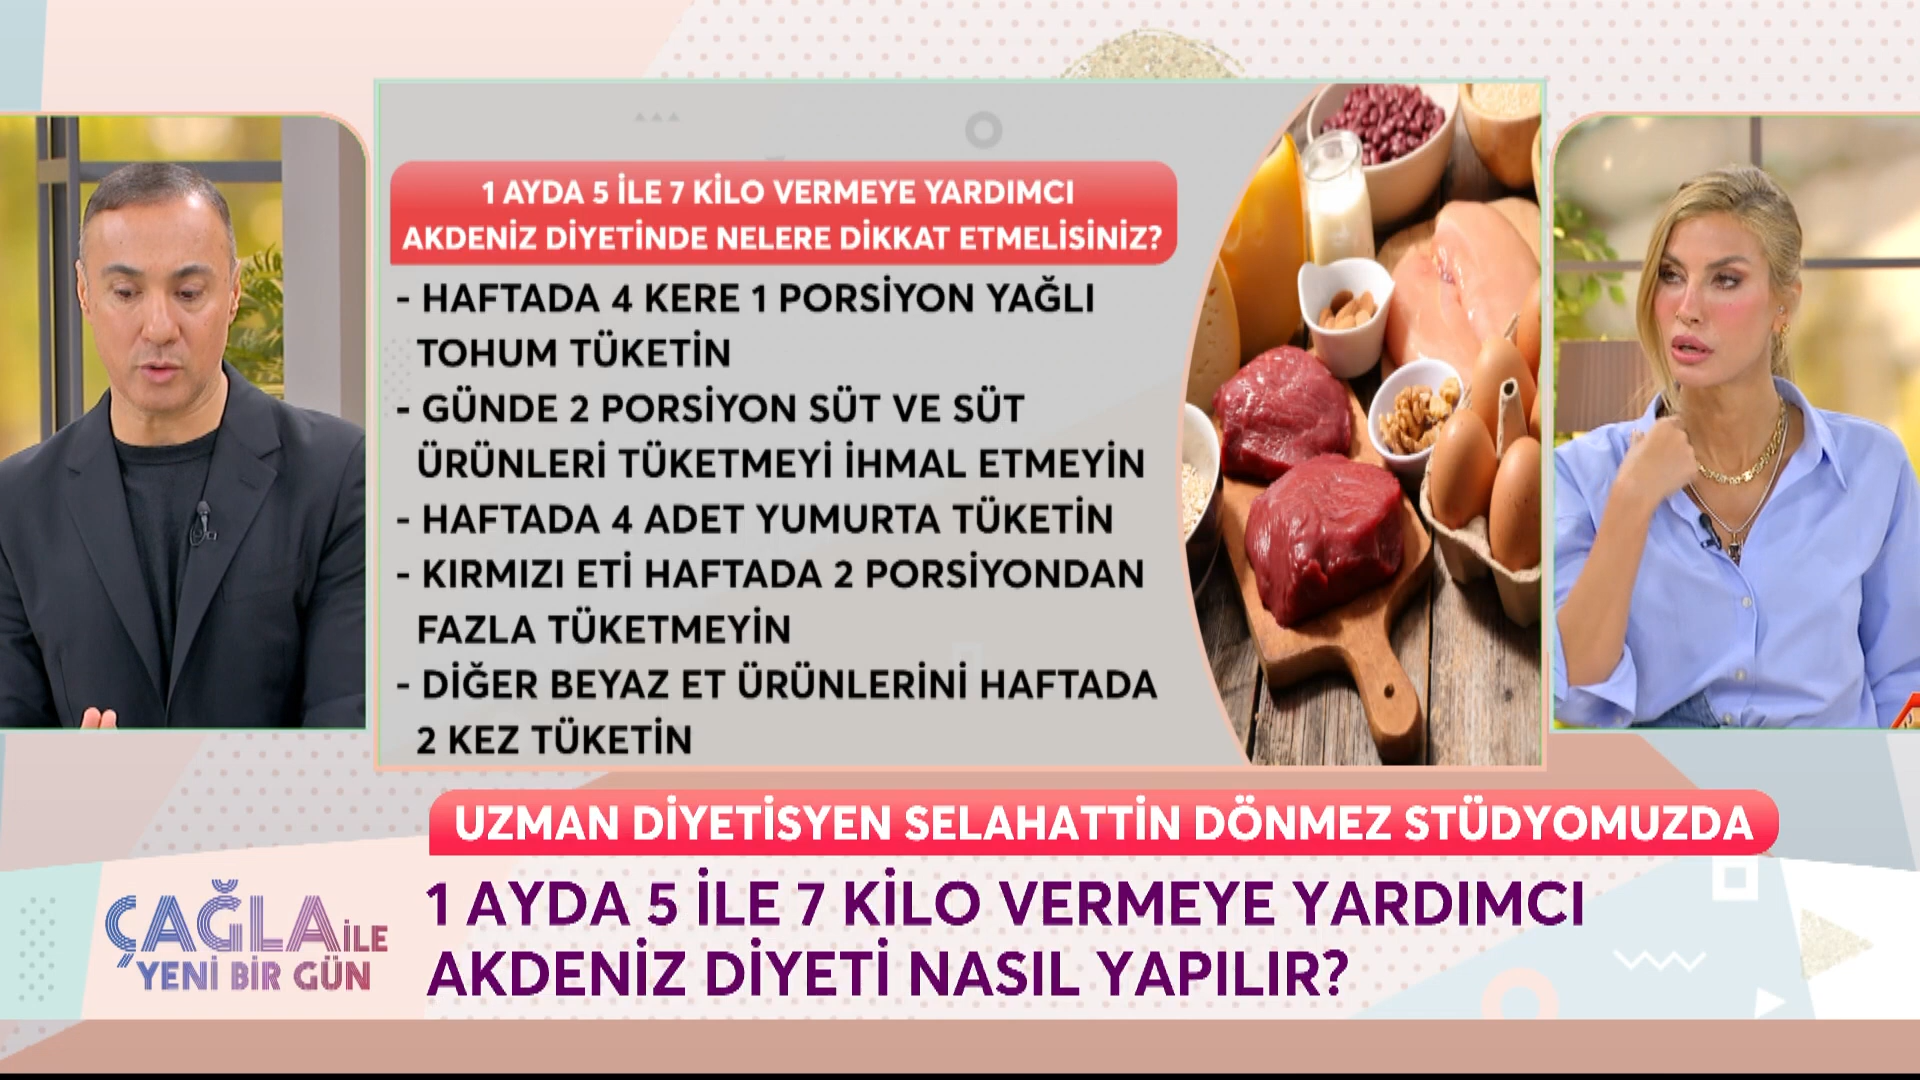 1 AYDA 5 İLE 7 KİLO VERMEYE YARDIMCI
AKDENİZ DİYETİNDE NELERE DİKKAT ETMELİSİNİZ?
- HAFTADA 4 KERE 1 PORSİYON YAĞLI
TOHUM TÜKETİN
- GÜNDE 2 PORSİYON SÜT VE SÜT
ÜRÜNLERİ TÜKETMEYİ İHMAL ETMEYİN
- HAFTADA 4 ADET YUMURTA TÜKETİN
- KIRMIZI ETİ HAFTADA 2 PORSİYONDAN
FAZLA TÜKETMEYİN
- DİĞER BEYAZ ET ÜRÜNLERİNİ HAFTADA
2 KEZ TÜKETİN
UZMAN DİYETİSYEN SELAHATTİN DÖNMEZ STÜDYOMUZDA
1 AYDA 5 İLE 7 KİLO VERMEYE YARDIMCI
AKDENİZ DİYETİ NASIL YAPILIR?
ÇAĞLA İLE
YENİ BİR GÜN